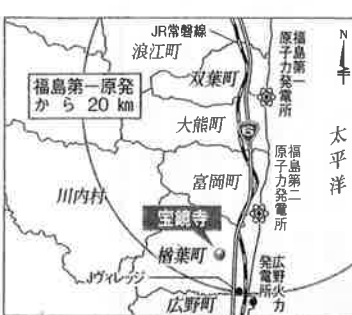 JR常磐線
浪江町
福島第一
原子力発電所
N
双葉町
福島第一原発
から 20 km
大熊町
6
太平洋
福島第二
原子力発電所
富岡町
川内村
宝鏡寺
楢葉町
Jヴィレッジ
広野火力
発電所
広野町